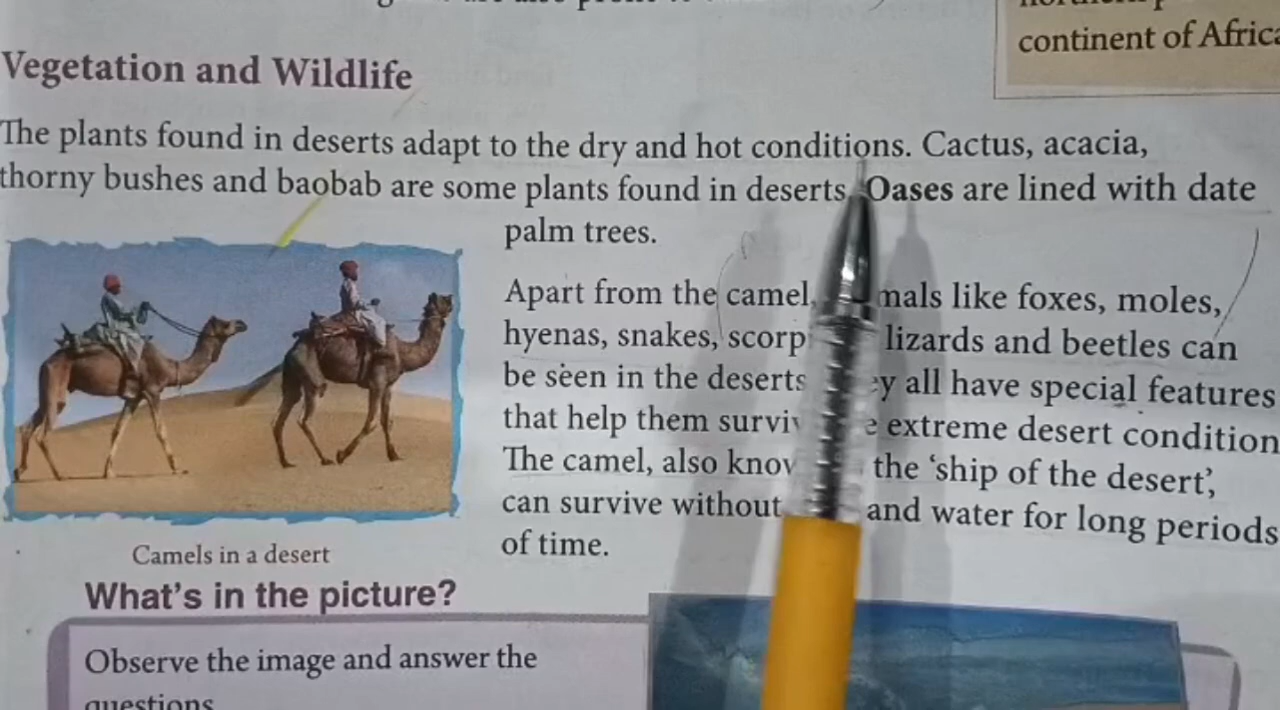 continent of Africa
Vegetation and Wildlife
The plants found in deserts adapt to the dry and hot conditions. Cactus, acacia,
thorny bushes and baobab are some plants found in deserts. Oases are lined with date
palm trees.
Apart from the camel, mals like foxes, moles,
hyenas, snakes, scorp lizards and beetles can
be seen in the deserts ey all have special features
that help them surviv e extreme desert condition
The camel, also know the ‘ship of the desert’,
can survive without and water for long periods
of time.
Camels in a desert
What's in the picture?
Observe the image and answer the
questions